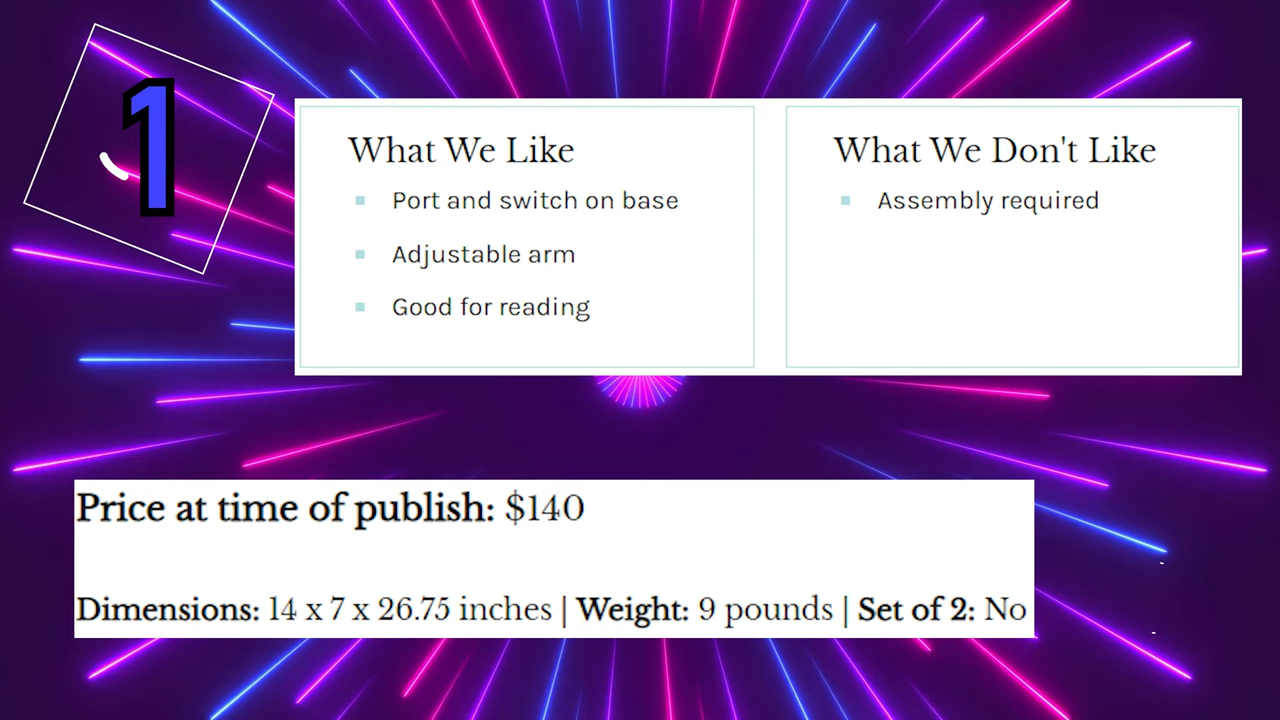 1
What We Like
Port and switch on base
Adjustable arm
Good for reading
What We Don't Like
Assembly required
Price at time of publish: $140
Dimensions: 14 x 7 x 26.75 inches | Weight: 9 pounds | Set of 2: No